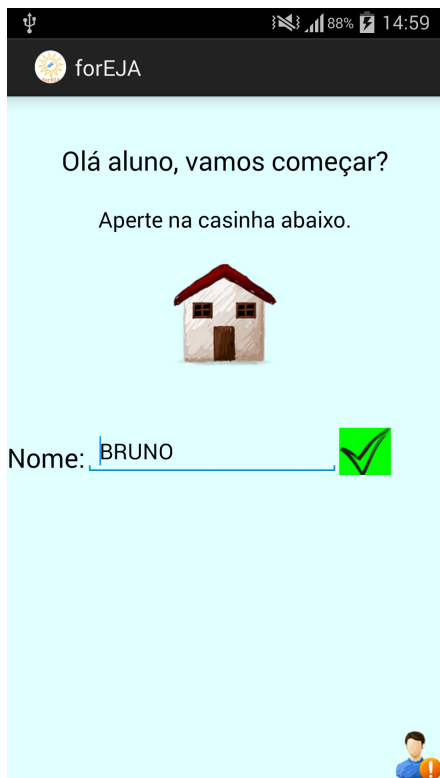 88% 14:59
forEJA
Olá aluno, vamos começar?
Aperte na casinha abaixo.
Nome: BRUNO